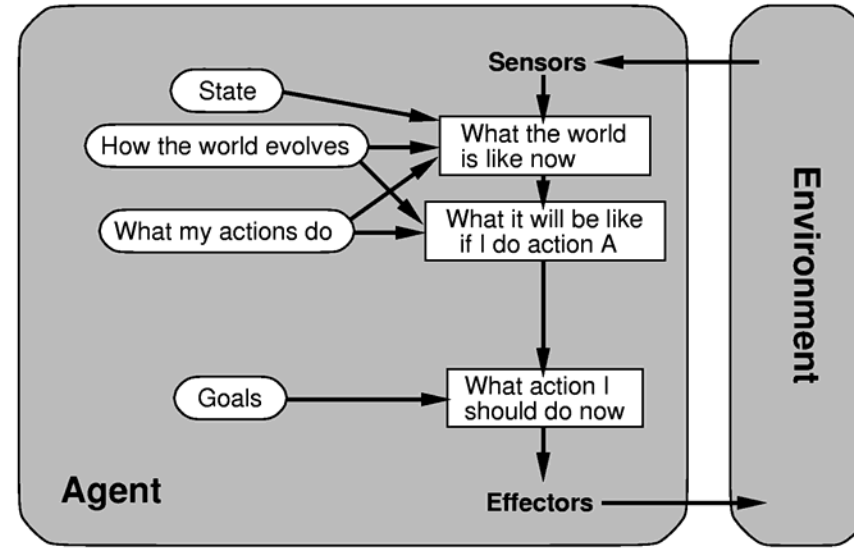 Sensors
State
What the world
is like now
How the world evolves
What it will be like
if I do action A
What my actions do
Environment
What action I
should do now
Goals
Agent
Effectors